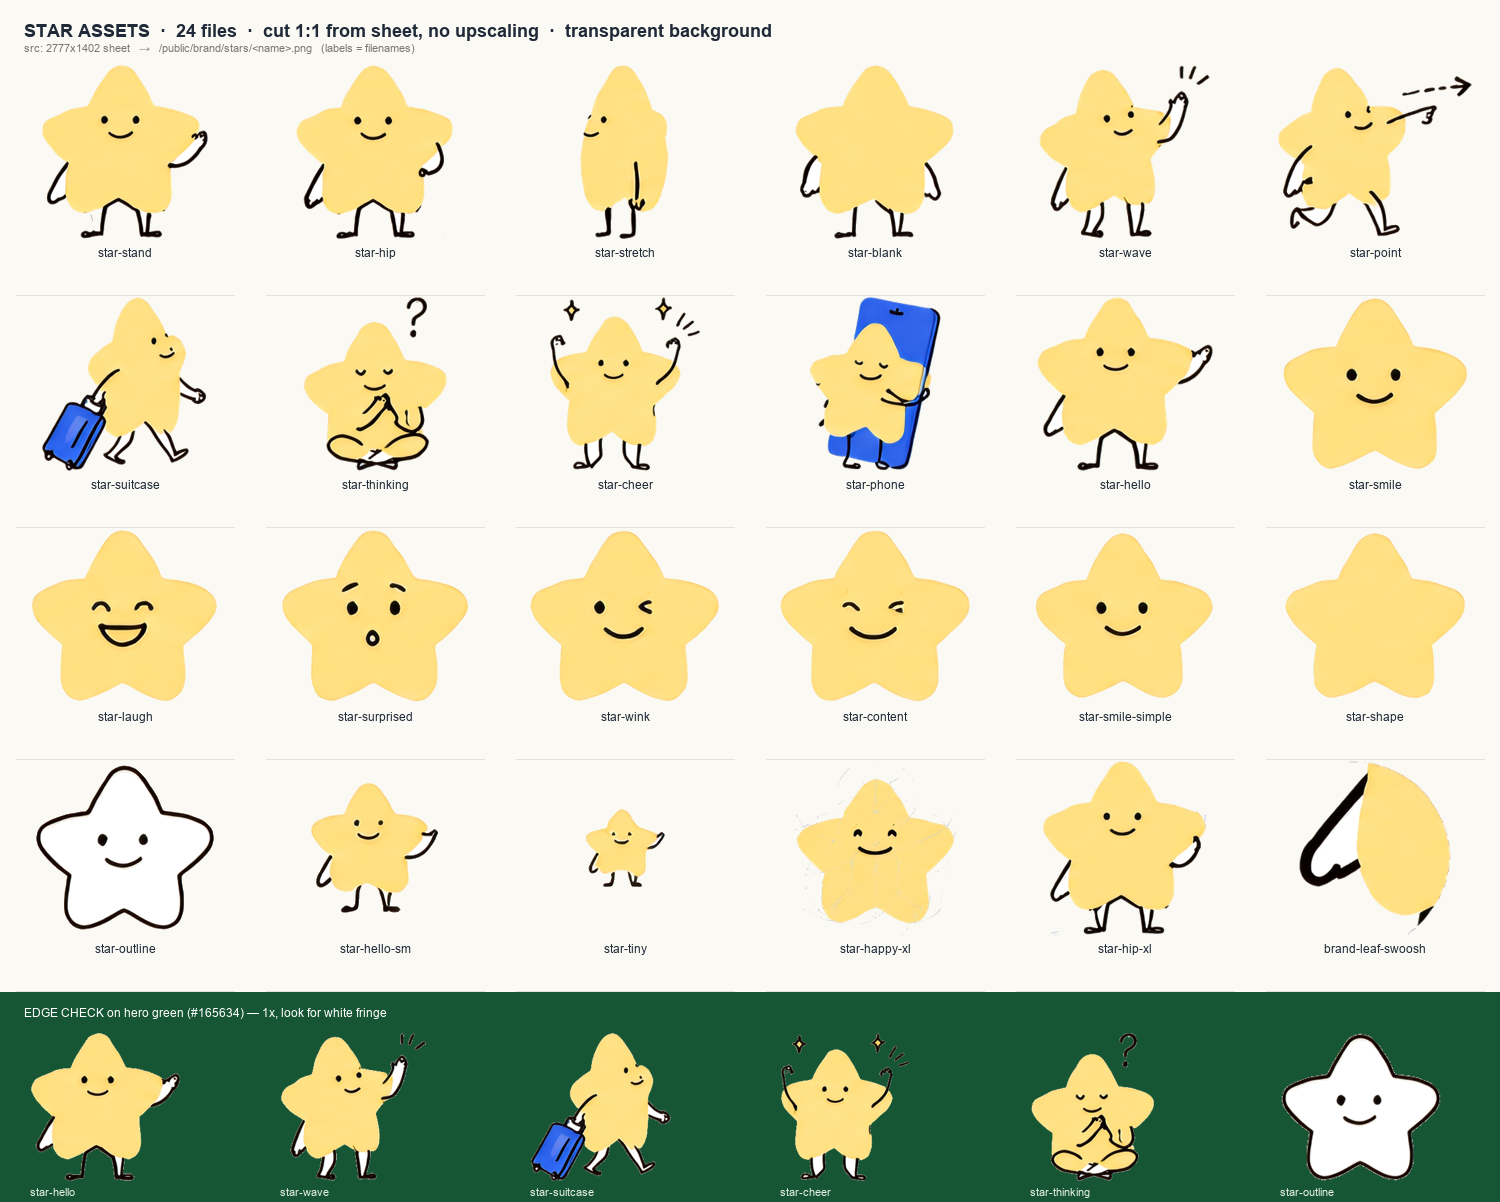 STAR ASSETS · 24 files · cut 1:1 from sheet, no upscaling · transparent background
src: 2777x1402 sheet → /public/brand/stars/<name>.png (labels = filenames)
star-stand
star-hip
star-stretch
star-blank
star-wave
star-point
?
star-suitcase
star-thinking
star-cheer
star-phone
star-hello
star-smile
star-laugh
star-surprised
star-wink
star-content
star-smile-simple
star-shape
star-outline
star-hello-sm
star-tiny
star-happy-xl
star-hip-xl
brand-leaf-swoosh
EDGE CHECK on hero green (#165634) — 1x, look for white fringe
?
star-hello
star-wave
star-suitcase
star-cheer
star-thinking
star-outline